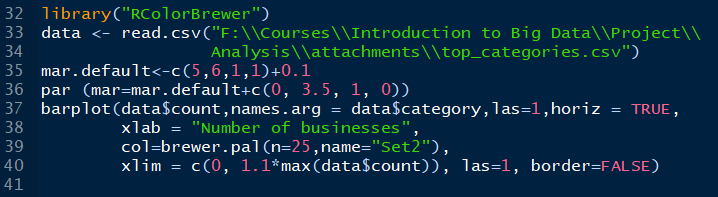 32 library("RColorBrewer")
33 data <- read.csv("F:\\Courses\\Introduction to Big Data\\Project\\
34                  Analysis\\attachments\\top_categories.csv")
35 mar.default<-c(5,6,1,1)+0.1
36 par (mar=mar.default+c(0, 3.5, 1, 0))
37 barplot(data$count,names.arg = data$category,las=1,horiz = TRUE,
38         xlab = "Number of businesses",
39         col=brewer.pal(n=25,name="Set2"),
40         xlim = c(0, 1.1*max(data$count)), las=1, border=FALSE)
41